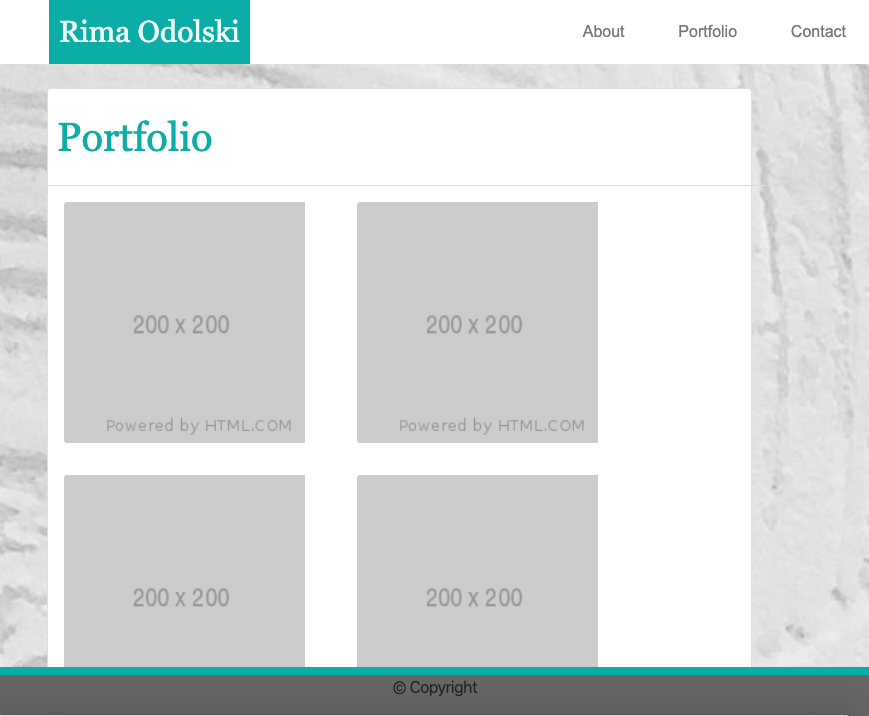 Rima Odolski
About
Portfolio
Contact
Portfolio
200 x 200
200 x 200
Powered by HTML.COM
Powered by HTML.COM
200 x 200
200 x 200
© Copyright